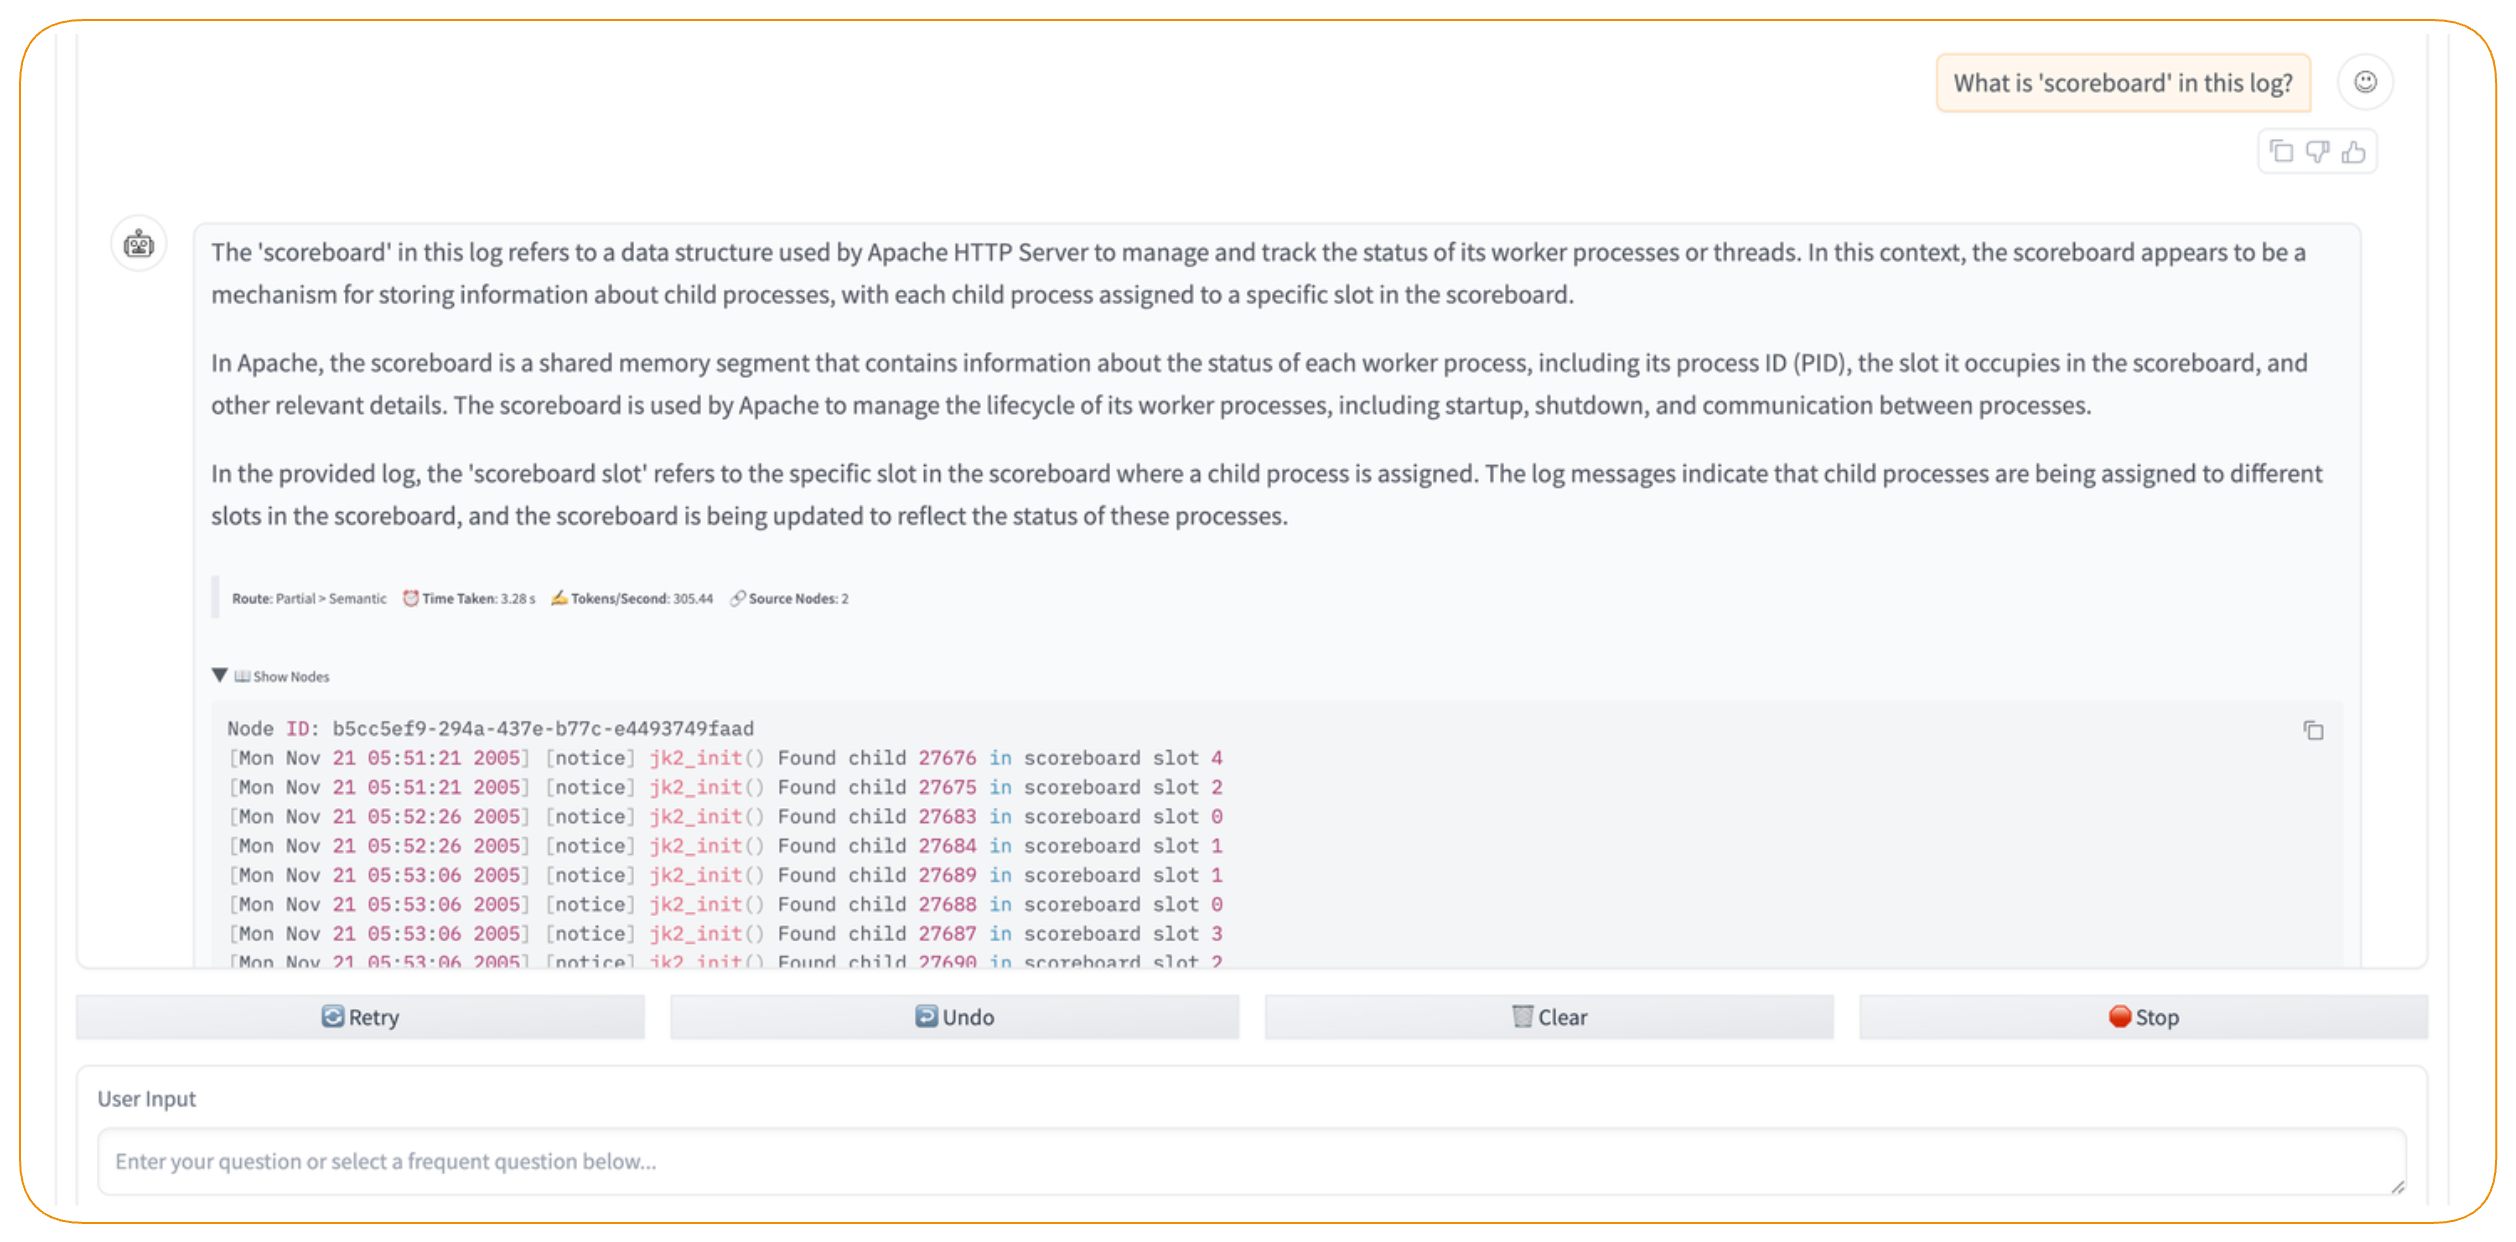 What is 'scoreboard' in this log?
The 'scoreboard' in this log refers to a data structure used by Apache HTTP Server to manage and track the status of its worker processes or threads. In this context, the scoreboard appears to be a
mechanism for storing information about child processes, with each child process assigned to a specific slot in the scoreboard.
In Apache, the scoreboard is a shared memory segment that contains information about the status of each worker process, including its process ID (PID), the slot it occupies in the scoreboard, and
other relevant details. The scoreboard is used by Apache to manage the lifecycle of its worker processes, including startup, shutdown, and communication between processes.
In the provided log, the 'scoreboard slot' refers to the specific slot in the scoreboard where a child process is assigned. The log messages indicate that child processes are being assigned to different
slots in the scoreboard, and the scoreboard is being updated to reflect the status of these processes.
Route: Partial > Semantic ⏰ Time Taken: 3.28 s ✍️ Tokens/Second: 305.44 🔗 Source Nodes: 2
▼ 📖 Show Nodes
Node ID: b5cc5ef9-294a-437e-b77c-e4493749faad
[Mon Nov 21 05:51:21 2005] [notice] jk2_init() Found child 27676 in scoreboard slot 4
[Mon Nov 21 05:51:21 2005] [notice] jk2_init() Found child 27675 in scoreboard slot 2
[Mon Nov 21 05:52:26 2005] [notice] jk2_init() Found child 27683 in scoreboard slot 0
[Mon Nov 21 05:52:26 2005] [notice] jk2_init() Found child 27684 in scoreboard slot 1
[Mon Nov 21 05:53:06 2005] [notice] jk2_init() Found child 27689 in scoreboard slot 1
[Mon Nov 21 05:53:06 2005] [notice] jk2_init() Found child 27688 in scoreboard slot 0
[Mon Nov 21 05:53:06 2005] [notice] jk2_init() Found child 27687 in scoreboard slot 3
[Mon Nov 21 05:53:06 2005] [notice] jk2_init() Found child 27690 in scoreboard slot 2
🔄 Retry
↩️ Undo
🗑️ Clear
🛑 Stop
User Input
Enter your question or select a frequent question below...